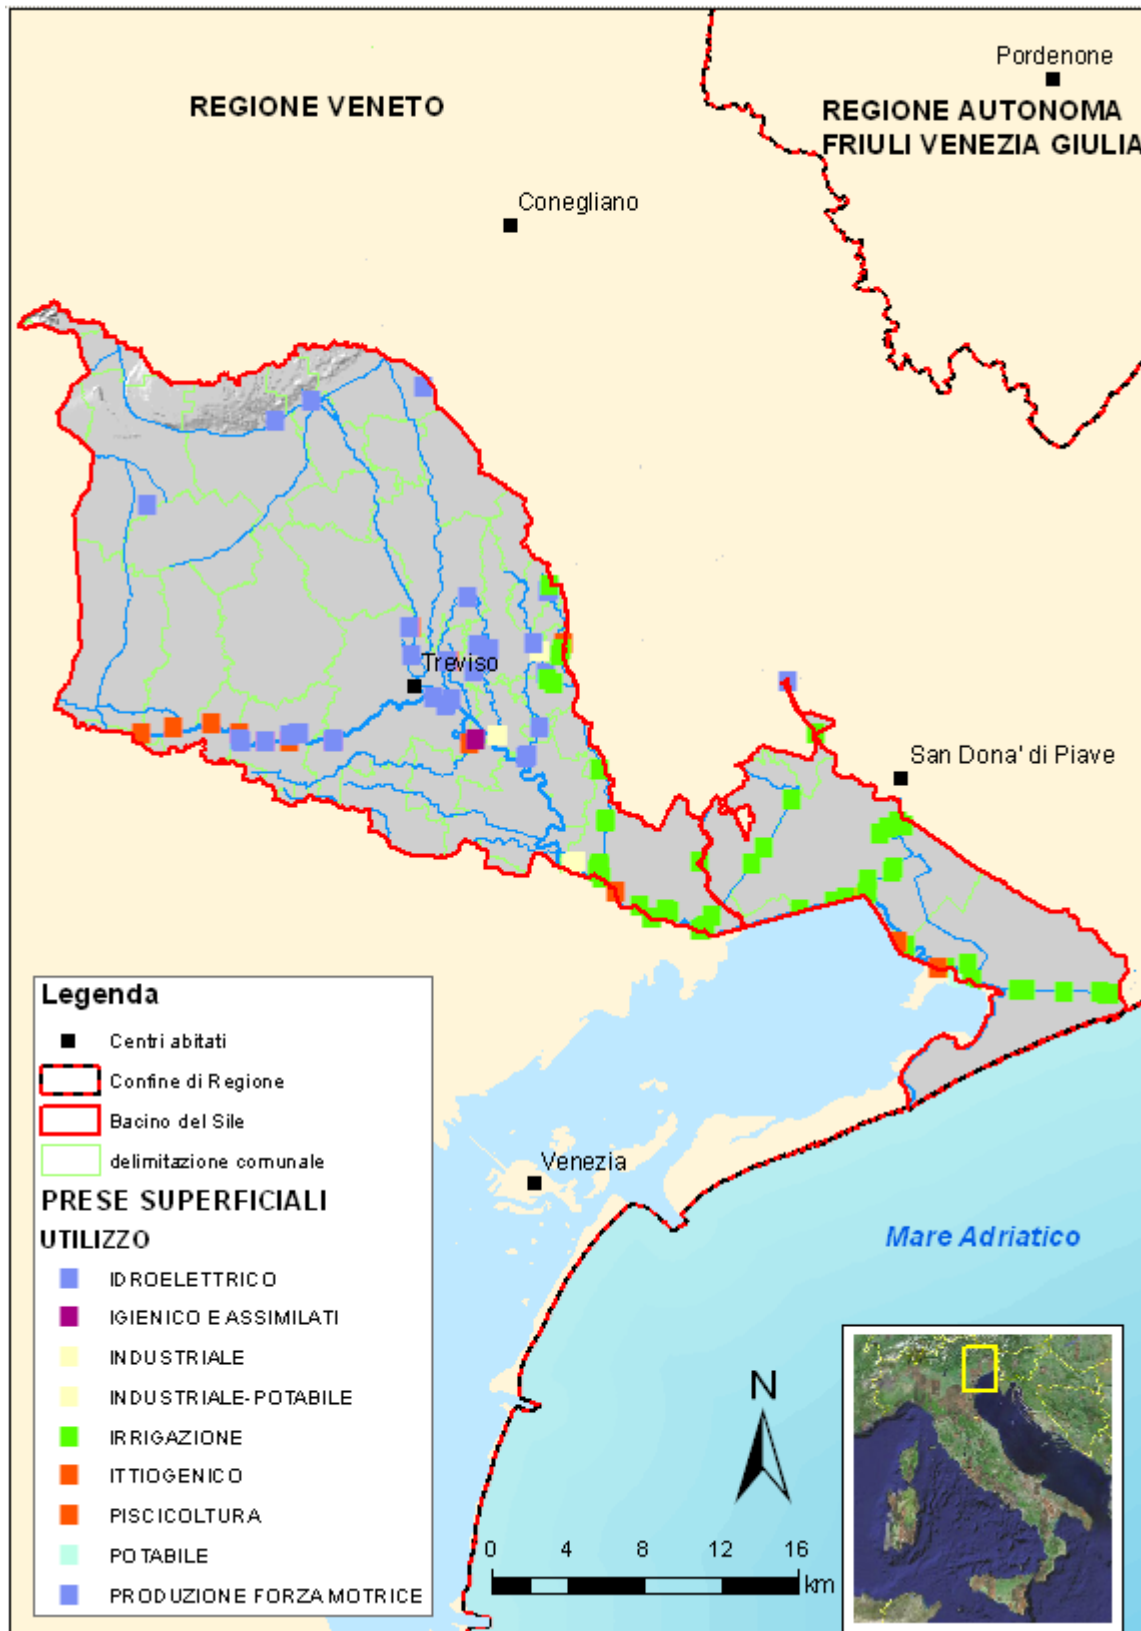 Pordenone
REGIONE VENETO
REGIONE AUTONOMA
FRIULI VENEZIA GIULIA
Conegliano
Treviso
San Dona' di Piave
Venezia
Mare Adriatico
Legenda
Centri abitati
Confine di Regione
Bacino del Sile
delimitazione comunale
PRESE SUPERFICIALI
UTILIZZO
IDROELETTRICO
IGIENICO E ASSIMILATI
INDUSTRIALE
INDUSTRIALE-POTABILE
IRRIGAZIONE
ITTIOGENICO
PISCICOLTURA
POTABILE
PRODUZIONE FORZA MOTRICE
N
0 4 8 12 16
km